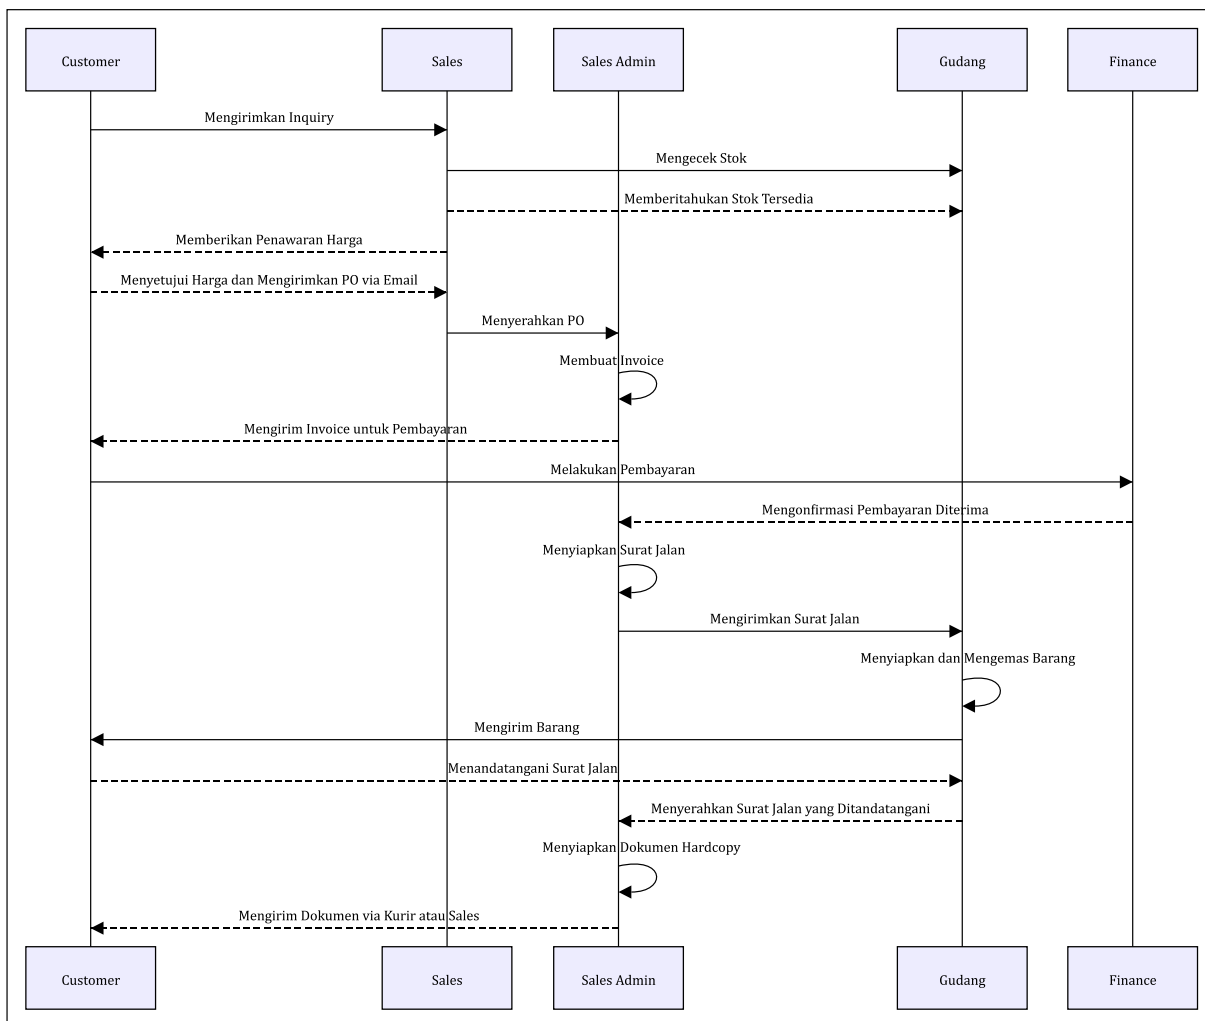 Customer
Sales
Sales Admin
Gudang
Finance
Mengirimkan Inquiry
Mengecek Stok
Memberitahukan Stok Tersedia
Memberikan Penawaran Harga
Menyetujui Harga dan Mengirimkan PO via Email
Menyerahkan PO
Membuat Invoice
Mengirim Invoice untuk Pembayaran
Melakukan Pembayaran
Mengonfirmasi Pembayaran Diterima
Menyiapkan Surat Jalan
Mengirimkan Surat Jalan
Menyiapkan dan Mengemas Barang
Mengirim Barang
Menandatangani Surat Jalan
Menyerahkan Surat Jalan yang Ditandatangani
Menyiapkan Dokumen Hardcopy
Mengirim Dokumen via Kurir atau Sales
Customer
Sales
Sales Admin
Gudang
Finance